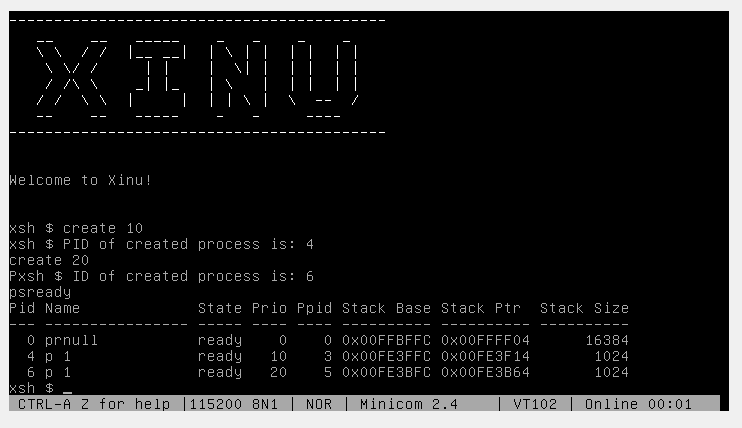 XINU
Welcome to Xinu!
xsh $ create 10
xsh $ PID of created process is: 4
create 20
Pxsh $ ID of created process is: 6
psready
Pid Name             State Prio Ppid Stack Base Stack Ptr  Stack Size
--- ---------------- ----- ---- ---- ---------- ---------- ----------
  0 prnull           ready    0    0 0x00FFBFFC 0x00FFFF04      16384
  4 p 1              ready   10    3 0x00FE3FFC 0x00FE3F14       1024
  6 p 1              ready   20    5 0x00FE3BFC 0x00FE3B64       1024
xsh $ _
CTRL-A Z for help |115200 8N1 | NOR | Minicom 2.4    | VT102 | Online 00:01